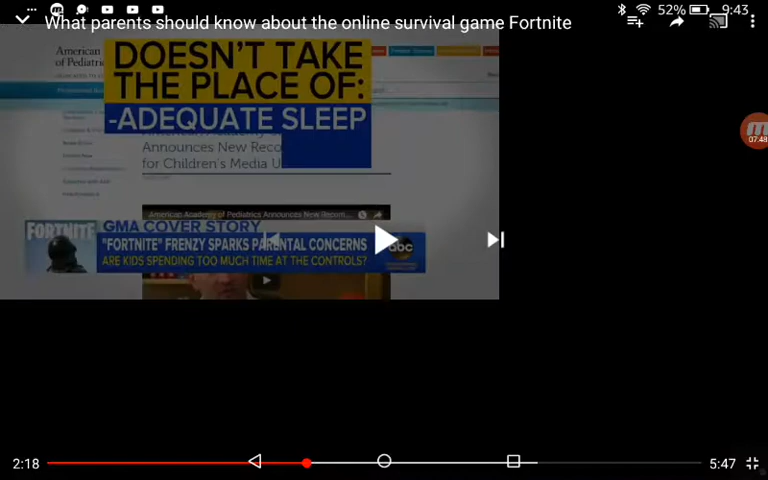 52% 9:43
What parents should know about the online survival game Fortnite
American
of Pediatri
DOESN'T TAKE
THE PLACE OF:
-ADEQUATE SLEEP
Announces New Reco
for Children's Media U
07:48
American Academy of Pediatrics Announces New Recom...
FORTNITE
GMA COVER STORY
"FORTNITE" FRENZY SPARKS PARENTAL CONCERNS
ARE KIDS SPENDING TOO MUCH TIME AT THE CONTROLS?
abc
2:18
5:47